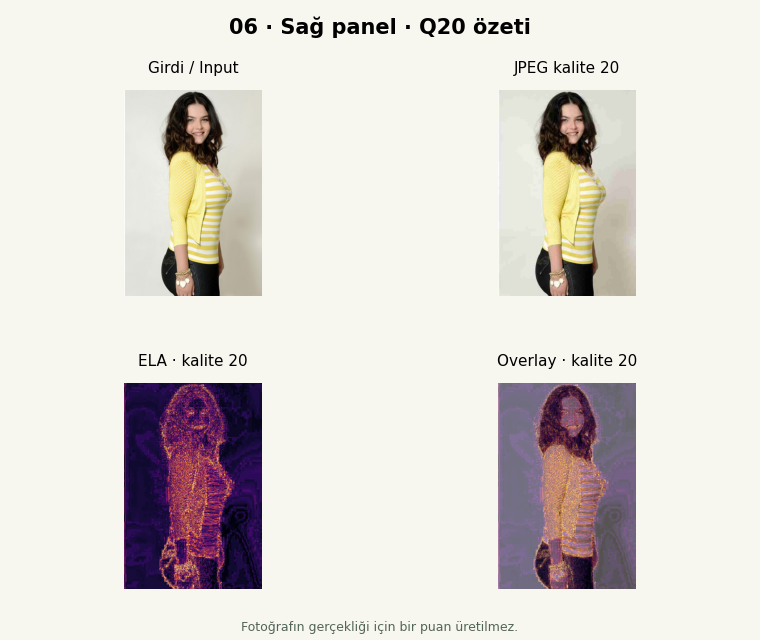 06 · Sağ panel · Q20 özeti
Girdi / Input
JPEG kalite 20
ELA · kalite 20
Overlay · kalite 20
Fotoğrafın gerçekliği için bir puan üretilmez.